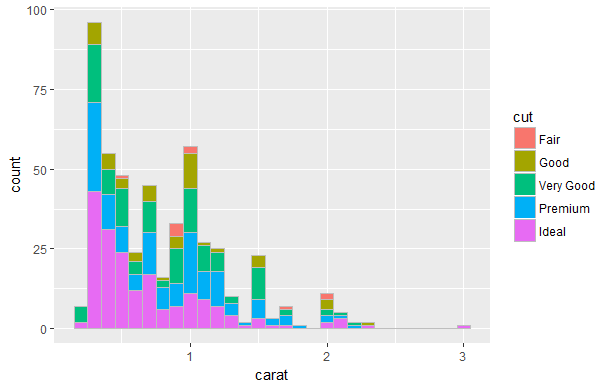 100
75
50
25
0
count
1
2
3
carat
cut
Fair
Good
Very Good
Premium
Ideal